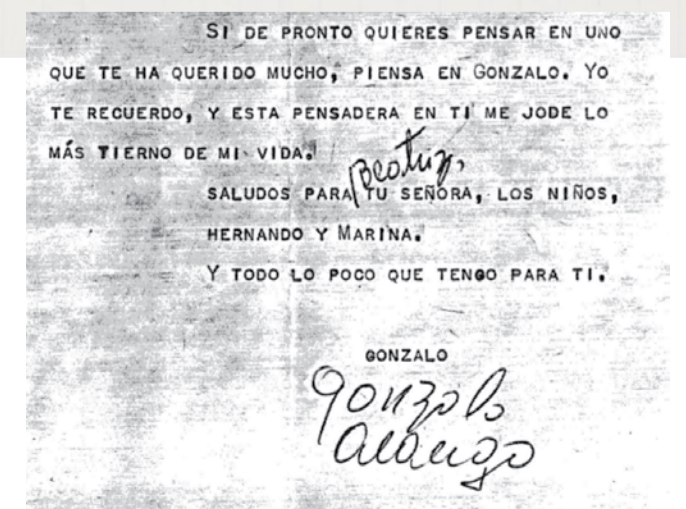 SI DE PRONTO QUIERES PENSAR EN UNO
QUE TE HA QUERIDO MUCHO, PIENSA EN GONZALO. YO
TE RECUERDO, Y ESTA PENSADERA EN TI ME JODE LO
MÁS TIERNO DE MI VIDA.
Beatriz,
SALUDOS PARA TU SEÑORA, LOS NIÑOS,
HERNANDO Y MARINA.
Y TODO LO POCO QUE TENGO PARA TI.
GONZALO
Gonzalo
Arango